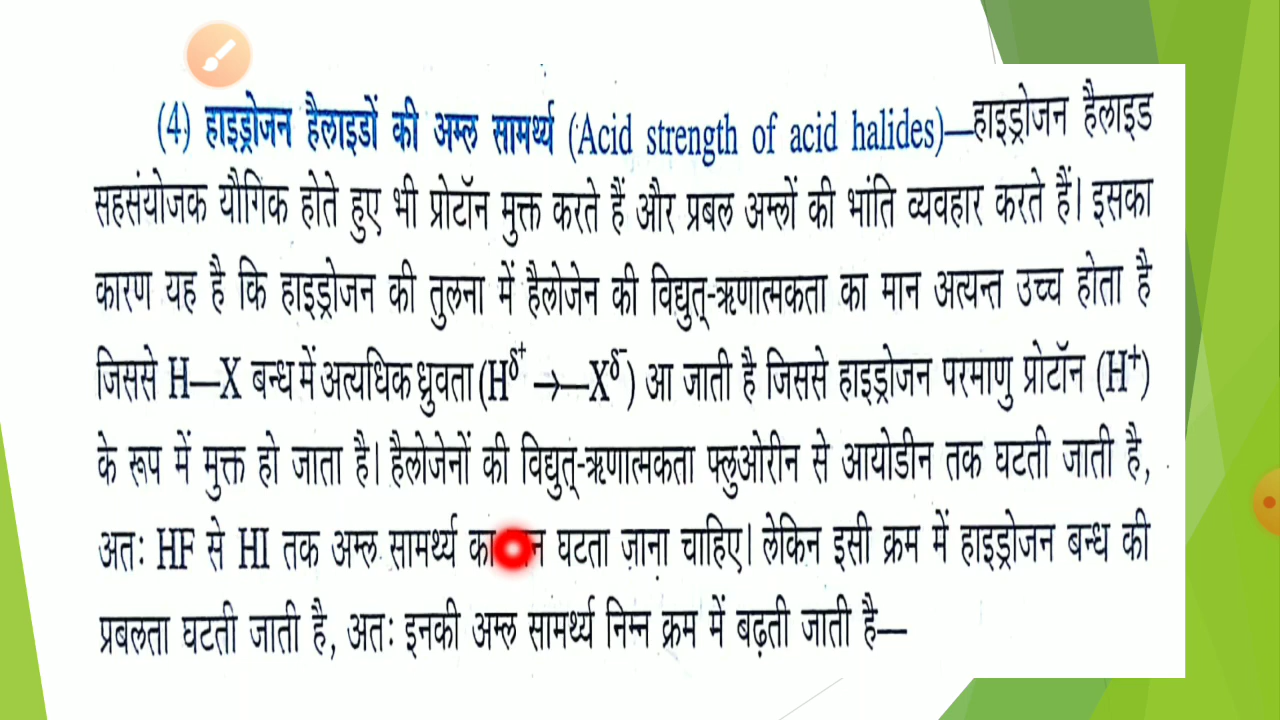 (4) हाइड्रोजन हैलाइडों की अम्ल सामर्थ्य (Acid strength of acid halides)—हाइड्रोजन हैलाइड
सहसंयोजक यौगिक होते हुए भी प्रोटॉन मुक्त करते हैं और प्रबल अम्लों की भांति व्यवहार करते हैं। इसका
कारण यह है कि हाइड्रोजन की तुलना में हैलोजेन की विद्युत्-ऋणात्मकता का मान अत्यन्त उच्च होता है
जिससे H—X बन्ध में अत्यधिक ध्रुवता (Hδ+ →—Xδ-) आ जाती है जिससे हाइड्रोजन परमाणु प्रोटॉन (H+)
के रूप में मुक्त हो जाता है। हैलोजेनों की विद्युत्-ऋणात्मकता फ्लुओरीन से आयोडीन तक घटती जाती है,
अतः HF से HI तक अम्ल सामर्थ्य का घटता जाना चाहिए। लेकिन इसी क्रम में हाइड्रोजन बन्ध की
प्रबलता घटती जाती है, अतः इनकी अम्ल सामर्थ्य निम्न क्रम में बढ़ती जाती है—